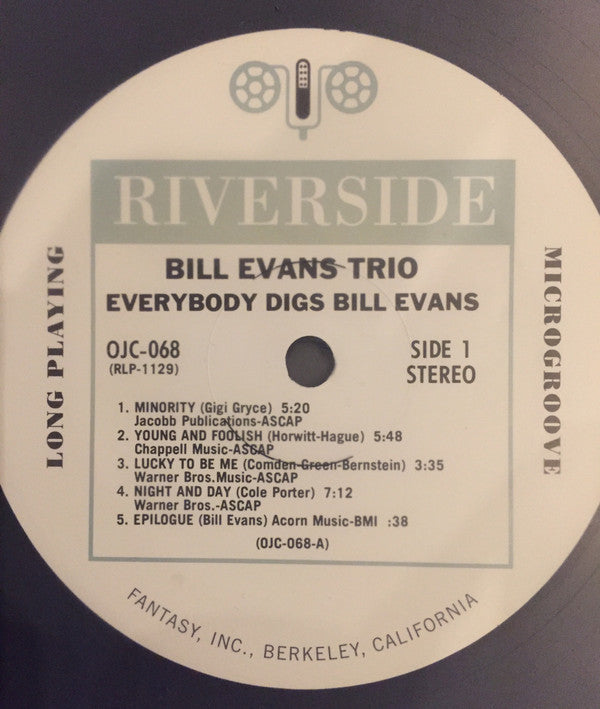 RIVERSIDE
BILL EVANS TRIO
EVERYBODY DIGS BILL EVANS
OJC-068
(RLP-1129)
SIDE 1
STEREO
LONG PLAYING
MICROGROOVE
1. MINORITY (Gigi Gryce) 5:20
Jacobb Publications-ASCAP
2. YOUNG AND FOOLISH (Horwitt-Hague) 5:48
Chappell Music-ASCAP
3. LUCKY TO BE ME (Comden-Green-Bernstein) 3:35
Warner Bros.Music-ASCAP
4. NIGHT AND DAY (Cole Porter) 7:12
Warner Bros.-ASCAP
5. EPILOGUE (Bill Evans) Acorn Music-BMI :38
(OJC-068-A)
FANTASY, INC., BERKELEY, CALIFORNIA